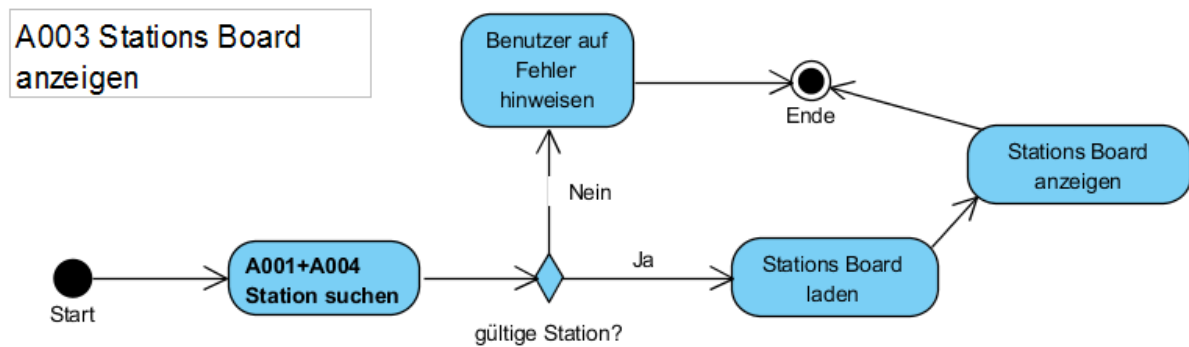 A003 Stations Board
anzeigen
Benutzer auf
Fehler
hinweisen
Ende
Stations Board
anzeigen
Nein
A001+A004
Station suchen
Ja
Stations Board
laden
Start
gültige Station?